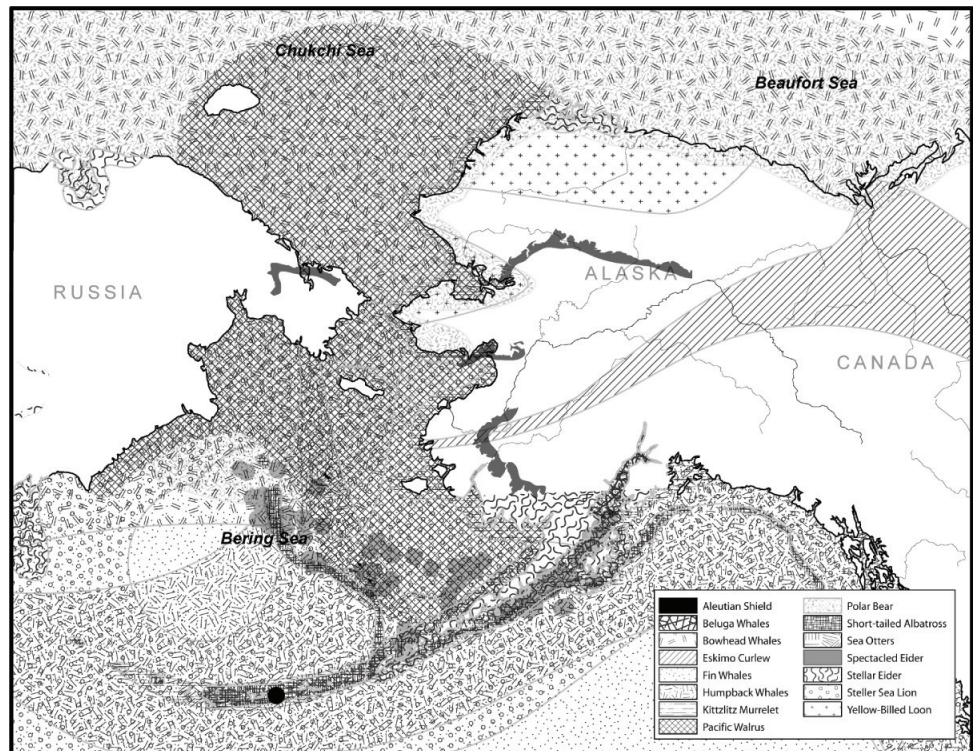 Chukchi Sea
Beaufort Sea
RUSSIA
ALASKA
CANADA
Bering Sea
Aleutian Shield
Beluga Whales
Bowhead Whales
Eskimo Curlew
Fin Whales
Humpback Whales
Kittzlitz Murrelet
Pacific Walrus
Polar Bear
Short-tailed Albatross
Sea Otters
Spectacled Eider
Stellar Eider
Steller Sea Lion
Yellow-Billed Loon